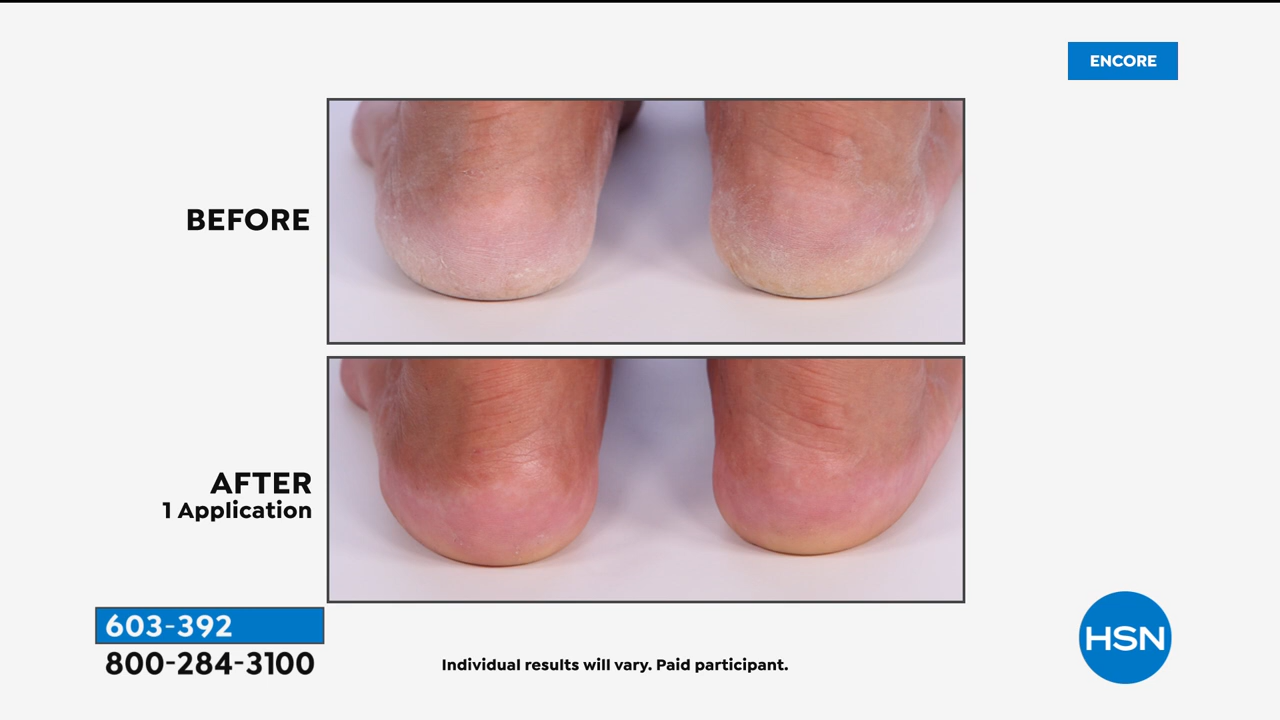 ENCORE
BEFORE
AFTER
1 Application
603-392
800-284-3100
Individual results will vary. Paid participant.
HSN